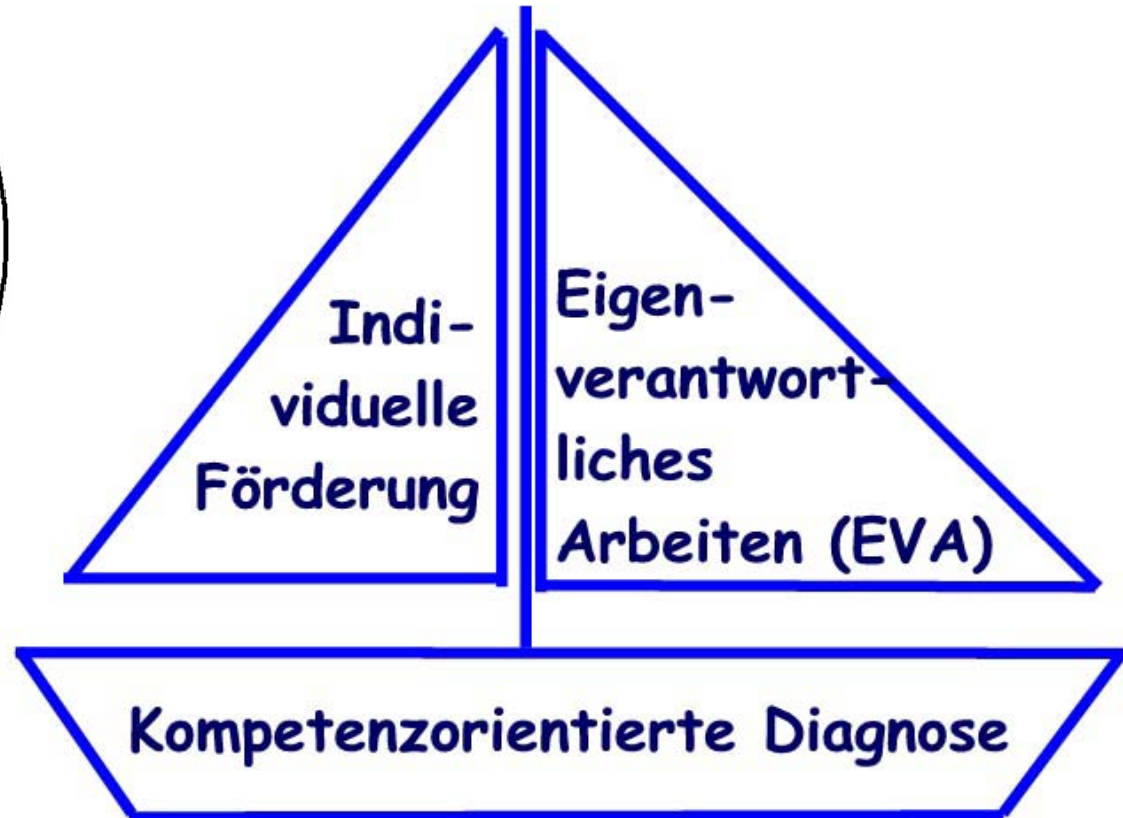 Indi-
viduelle
Förderung
Eigen-
verantwort-
liches
Arbeiten (EVA)
Kompetenzorientierte Diagnose